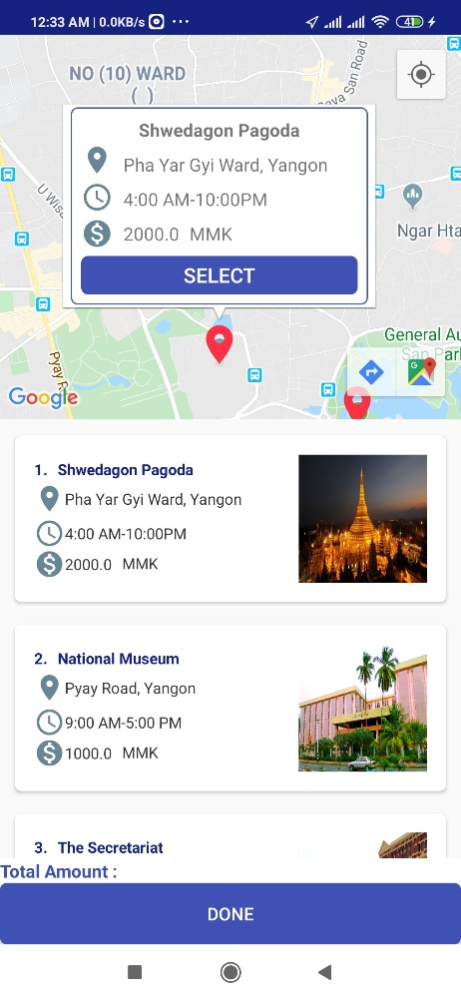 12:33 AM | 0.0KB/s
41
NO (10) WARD
( )
Shwedagon Pagoda
Pha Yar Gyi Ward, Yangon
4:00 AM-10:00PM
2000.0 MMK
SELECT
Ngar Hta
General Au
San Park
Pyay R
Google
1. Shwedagon Pagoda
Pha Yar Gyi Ward, Yangon
4:00 AM-10:00PM
2000.0 MMK
2. National Museum
Pyay Road, Yangon
9:00 AM-5:00 PM
1000.0 MMK
3. The Secretariat
Total Amount :
DONE